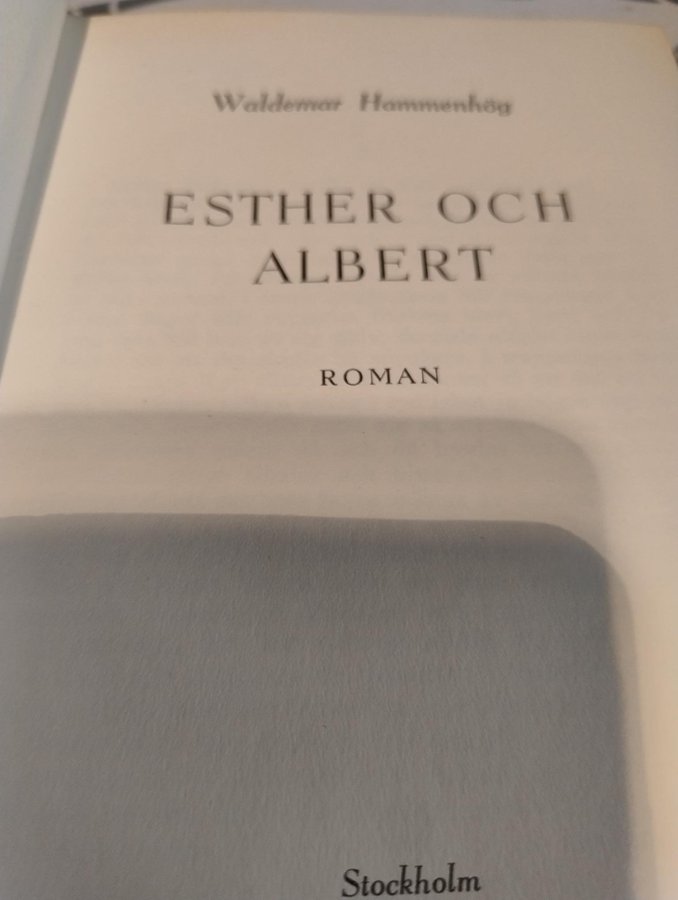 Waldemar Hammenhög
ESTHER OCH
ALBERT
ROMAN
Stockholm